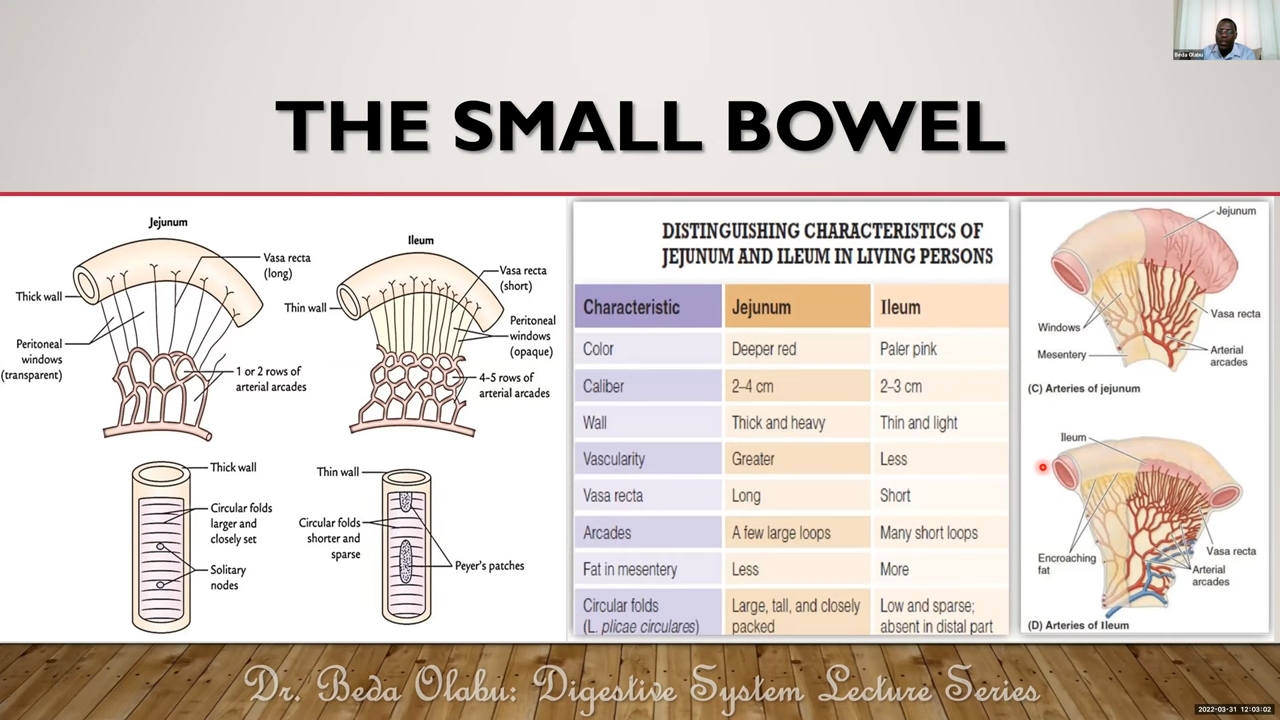 Beda Olabu
THE SMALL BOWEL
Jejunum
Vasa recta
(long)
Thick wall
Peritoneal
windows
(transparent)
1 or 2 rows of
arterial arcades
Ileum
Vasa recta
(short)
Thin wall
Peritoneal
windows
(opaque)
4-5 rows of
arterial arcades
Thick wall
Circular folds
larger and
closely set
Solitary
nodes
Thin wall
Circular folds
shorter and
sparse
Peyer's patches
DISTINGUISHING CHARACTERISTICS OF
JEJUNUM AND ILEUM IN LIVING PERSONS
Characteristic Jejunum Ileum
Color Deeper red Paler pink
Caliber 2–4 cm 2–3 cm
Wall Thick and heavy Thin and light
Vascularity Greater Less
Vasa recta Long Short
Arcades A few large loops Many short loops
Fat in mesentery Less More
Circular folds Large, tall, and closely Low and sparse;
(L. plicae circulares) packed absent in distal part
Jejunum
Vasa recta
Windows
Mesentery
Arterial
arcades
(C) Arteries of jejunum
Ileum
Encroaching
fat
Vasa recta
Arterial
arcades
(D) Arteries of Ileum
Dr. Beda Olabu: Digestive System Lecture Series
2022-03-31 12:03:02